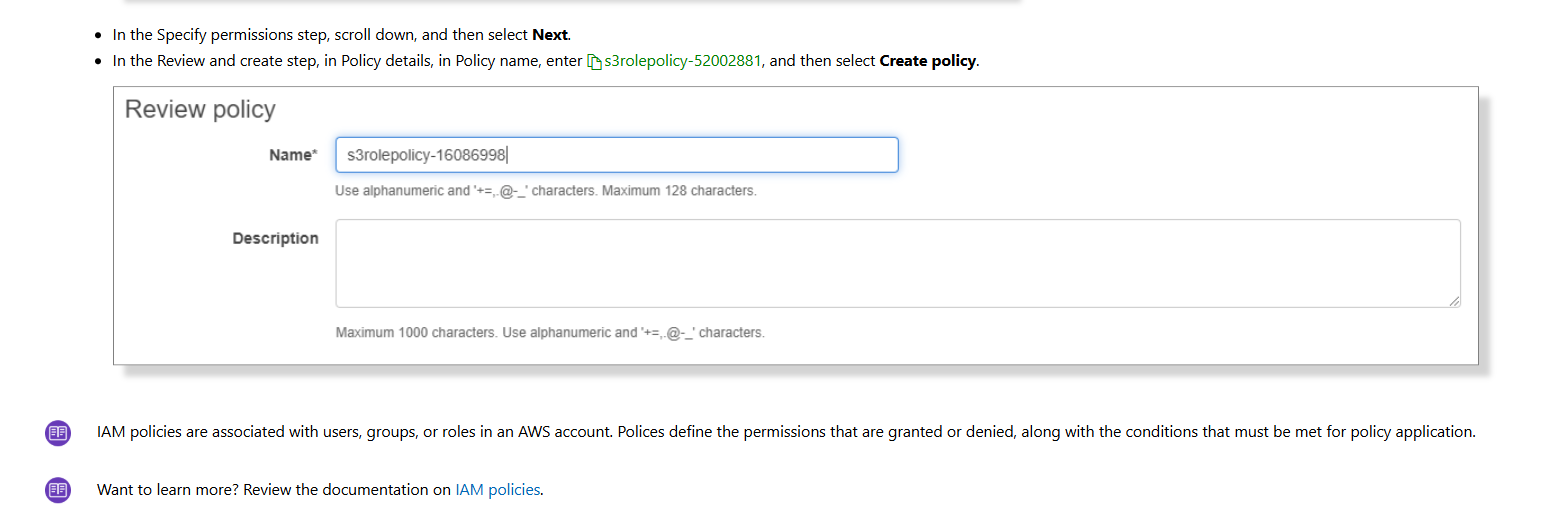 In the Specify permissions step, scroll down, and then select Next.
In the Review and create step, in Policy details, in Policy name, enter s3rolepolicy-52002881, and then select Create policy.
Review policy
Name* s3rolepolicy-16086998
Use alphanumeric and '+=,.@-_' characters. Maximum 128 characters.
Description
Maximum 1000 characters. Use alphanumeric and '+=,.@-_' characters.
IAM policies are associated with users, groups, or roles in an AWS account. Polices define the permissions that are granted or denied, along with the conditions that must be met for policy application.
Want to learn more? Review the documentation on IAM policies.